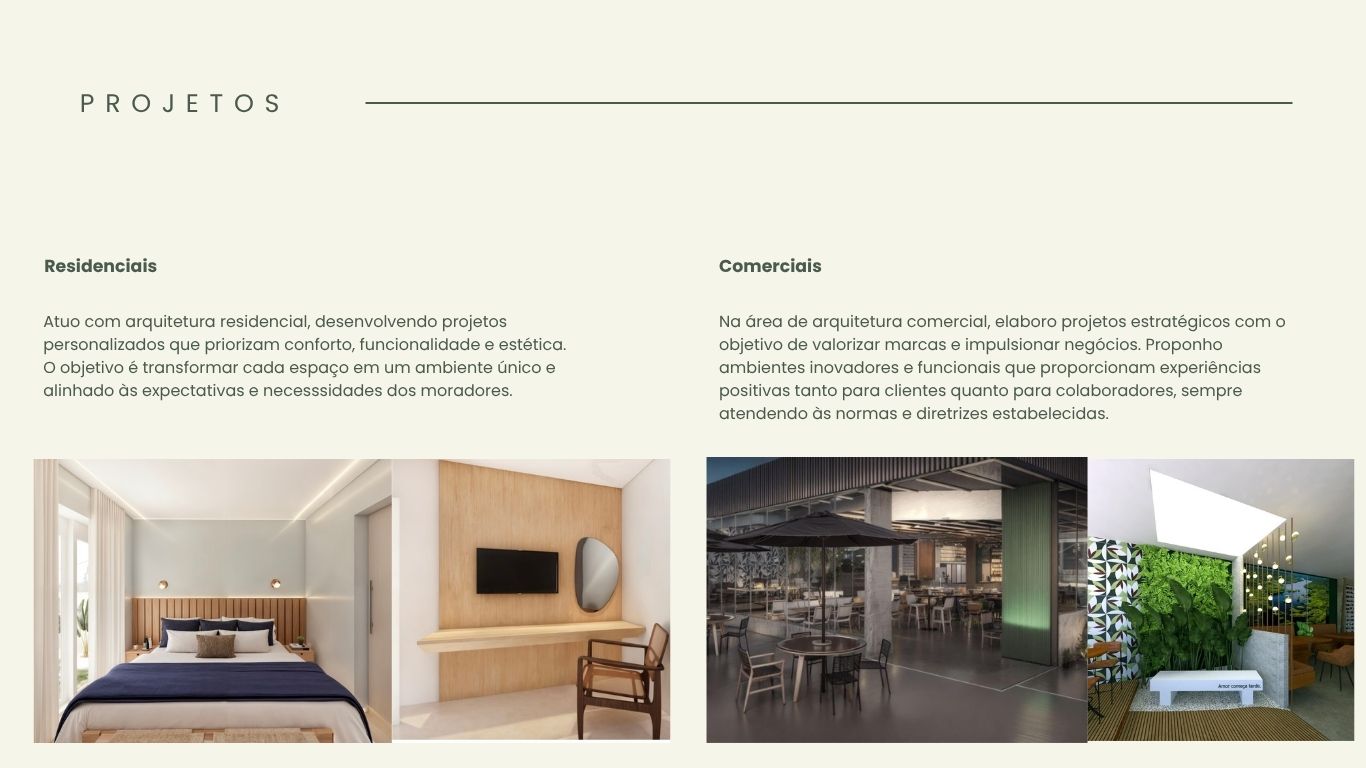 PROJETOS
Residenciais
Atuo com arquitetura residencial, desenvolvendo projetos
personalizados que priorizam conforto, funcionalidade e estética.
O objetivo é transformar cada espaço em um ambiente único e
alinhado às expectativas e necesssidades dos moradores.
Comerciais
Na área de arquitetura comercial, elaboro projetos estratégicos com o
objetivo de valorizar marcas e impulsionar negócios. Proponho
ambientes inovadores e funcionais que proporcionam experiências
positivas tanto para clientes quanto para colaboradores, sempre
atendendo às normas e diretrizes estabelecidas.
Amor começa tarde.